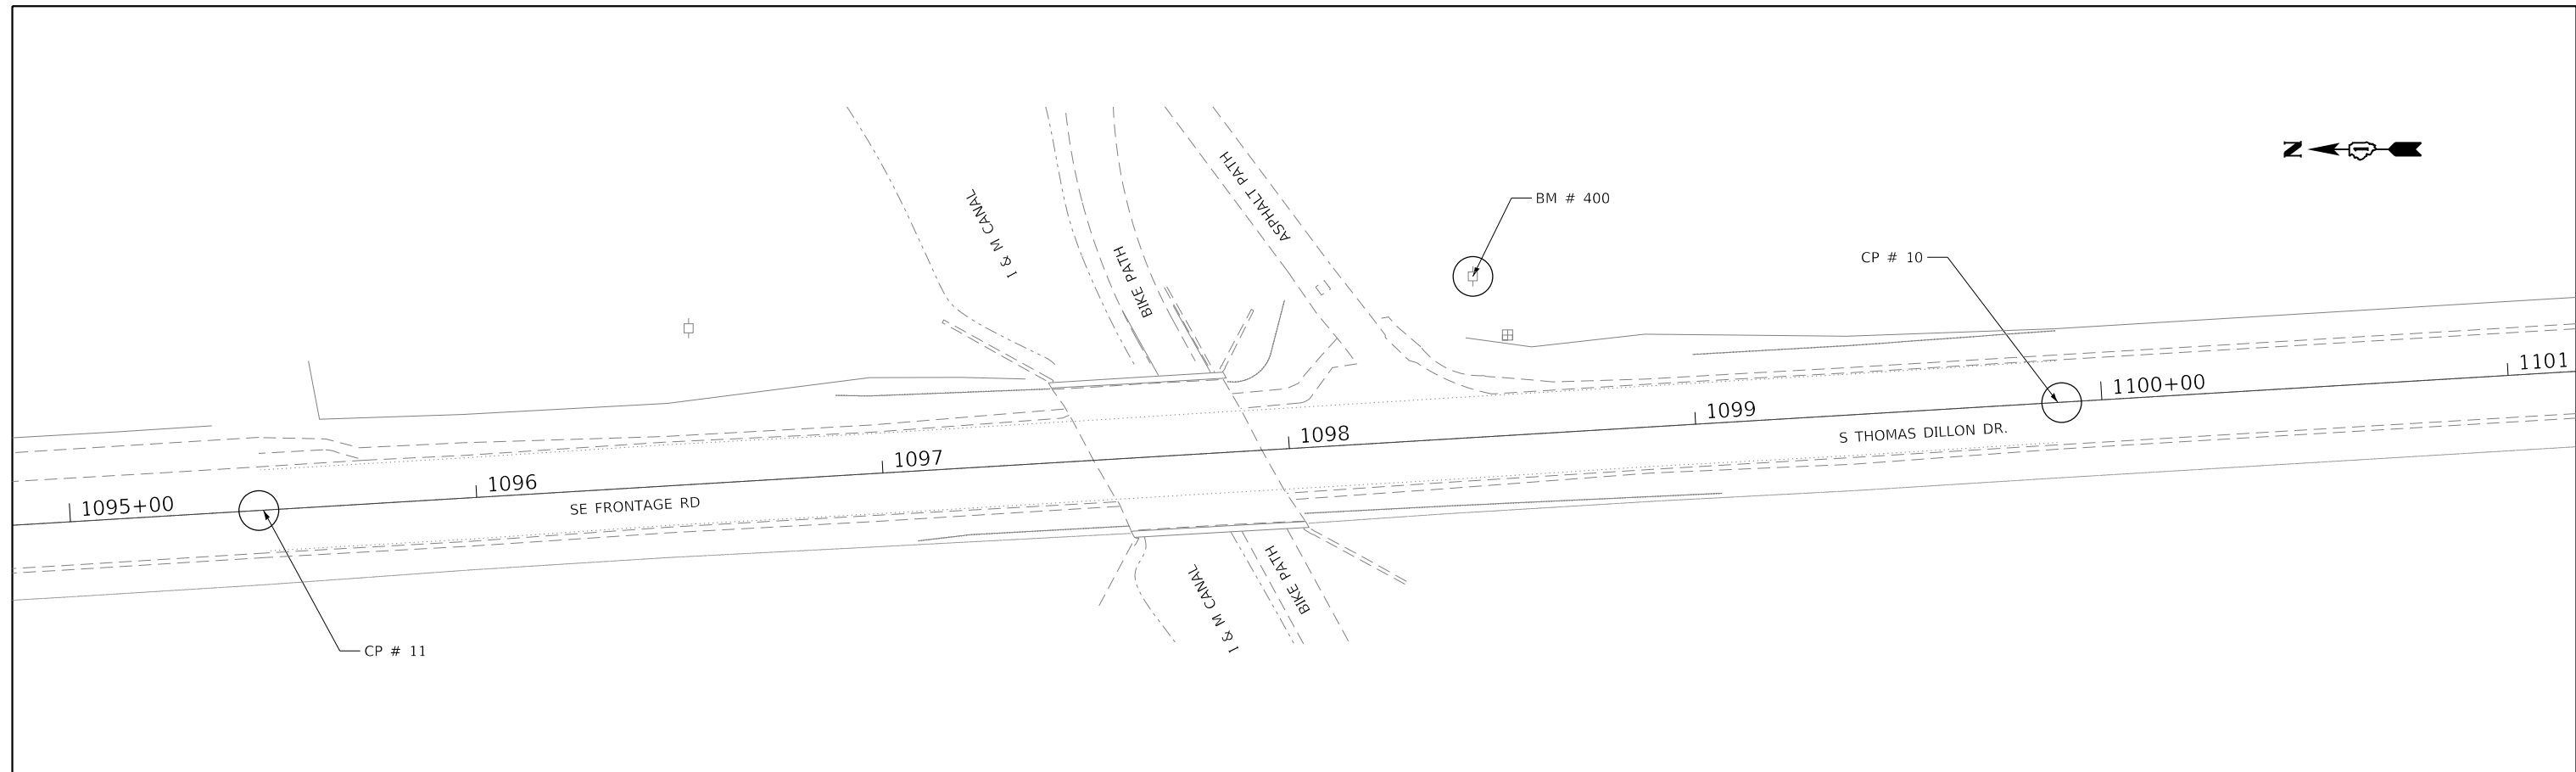 N
I & M CANAL
BIKE PATH
ASPHALT PATH
BM # 400
CP # 10
1095+00
1096
1097
1098
1099
1100+00
1101
SE FRONTAGE RD
S THOMAS DILLON DR.
CP # 11
I & M CANAL
BIKE PATH